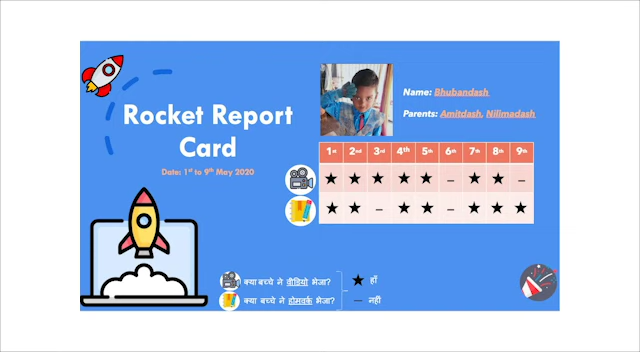 Rocket Report
Card
Date: 1st to 9th May 2020
Name: Bhubandash
Parents: Amitdash, Nilimadash
1st 2nd 3rd 4th 5th 6th 7th 8th 9th
★ ★ ★ ★ ★ – ★ ★ –
★ ★ – ★ ★ – ★ ★ ★
क्या बच्चे ने वीडियो भेजा? ★ हाँ
क्या बच्चे ने होमवर्क भेजा? – नहीं